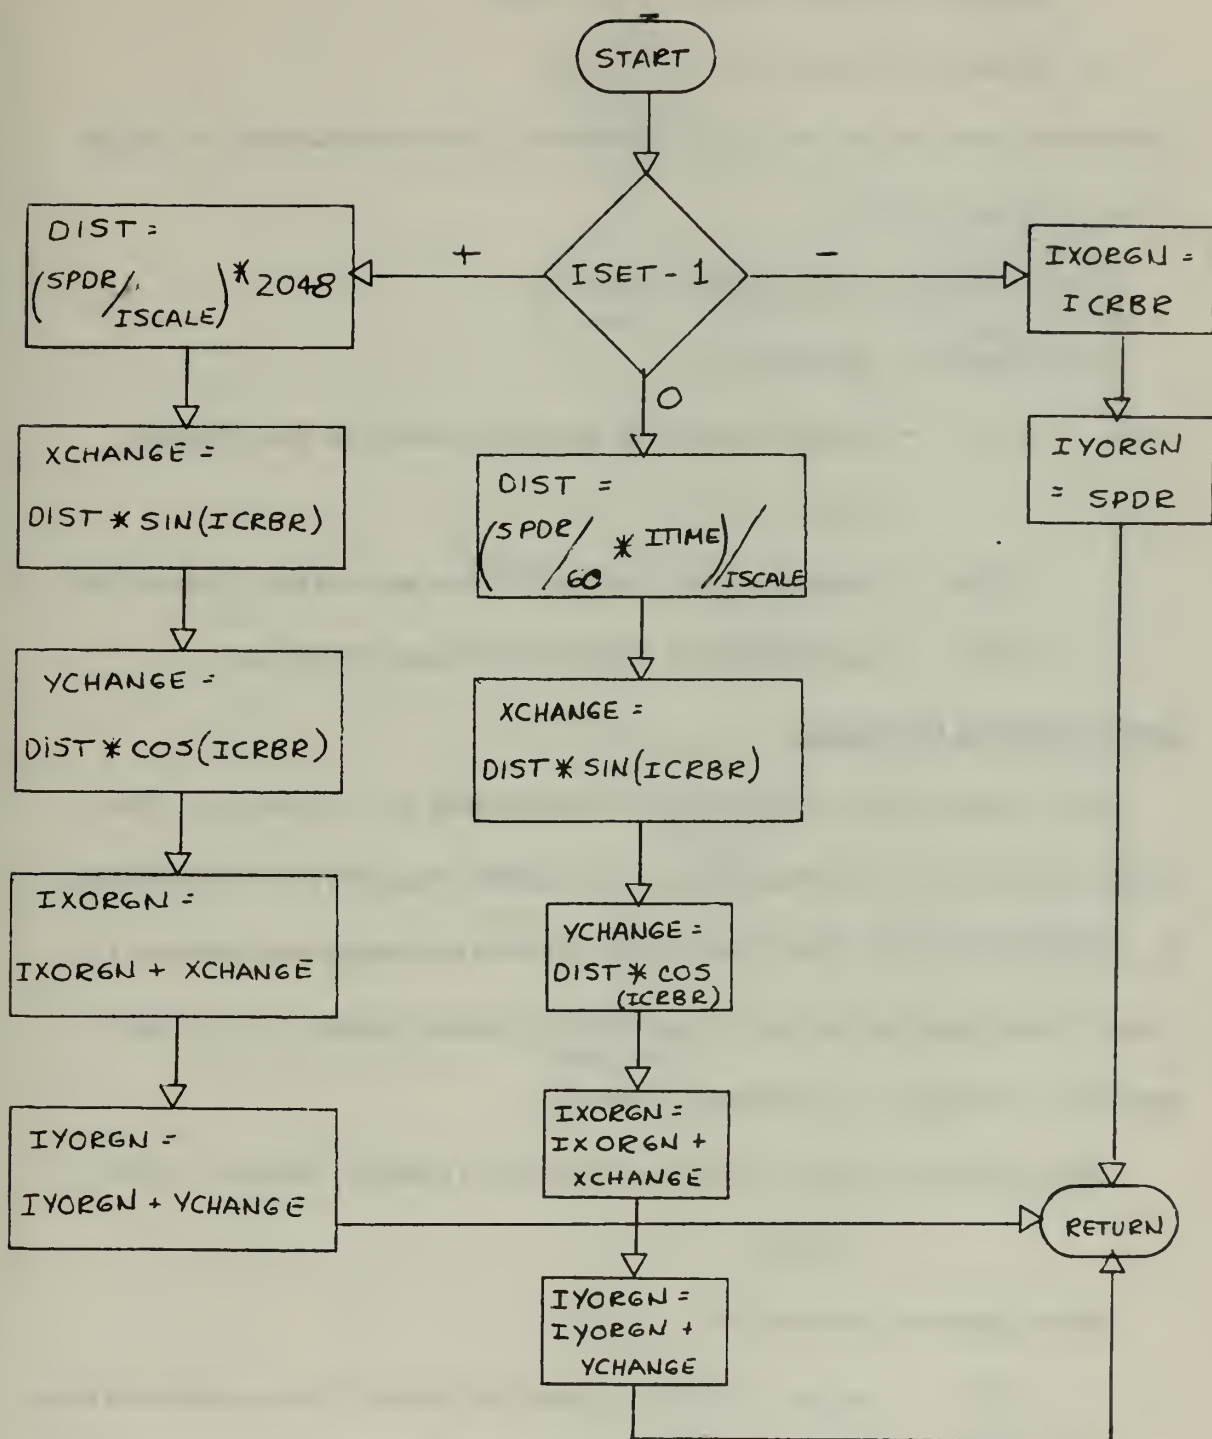 START
ISET - 1
+
-
O
DIST =
(SPDR/ISCALE)*2048
XCHANGE =
DIST * SIN(ICRBR)
YCHANGE =
DIST * COS(ICRBR)
IXORGN =
IXORGN + XCHANGE
IYORGN =
IYORGN + YCHANGE
DIST =
(SPDR/60 * ITIME)/ISCALE
XCHANGE =
DIST * SIN(ICRBR)
YCHANGE =
DIST * COS
(ICRBR)
IXORGN =
IXORGN +
XCHANGE
IYORGN =
IYORGN +
YCHANGE
IXORGN =
ICRBR
IYORGN
= SPDR
RETURN